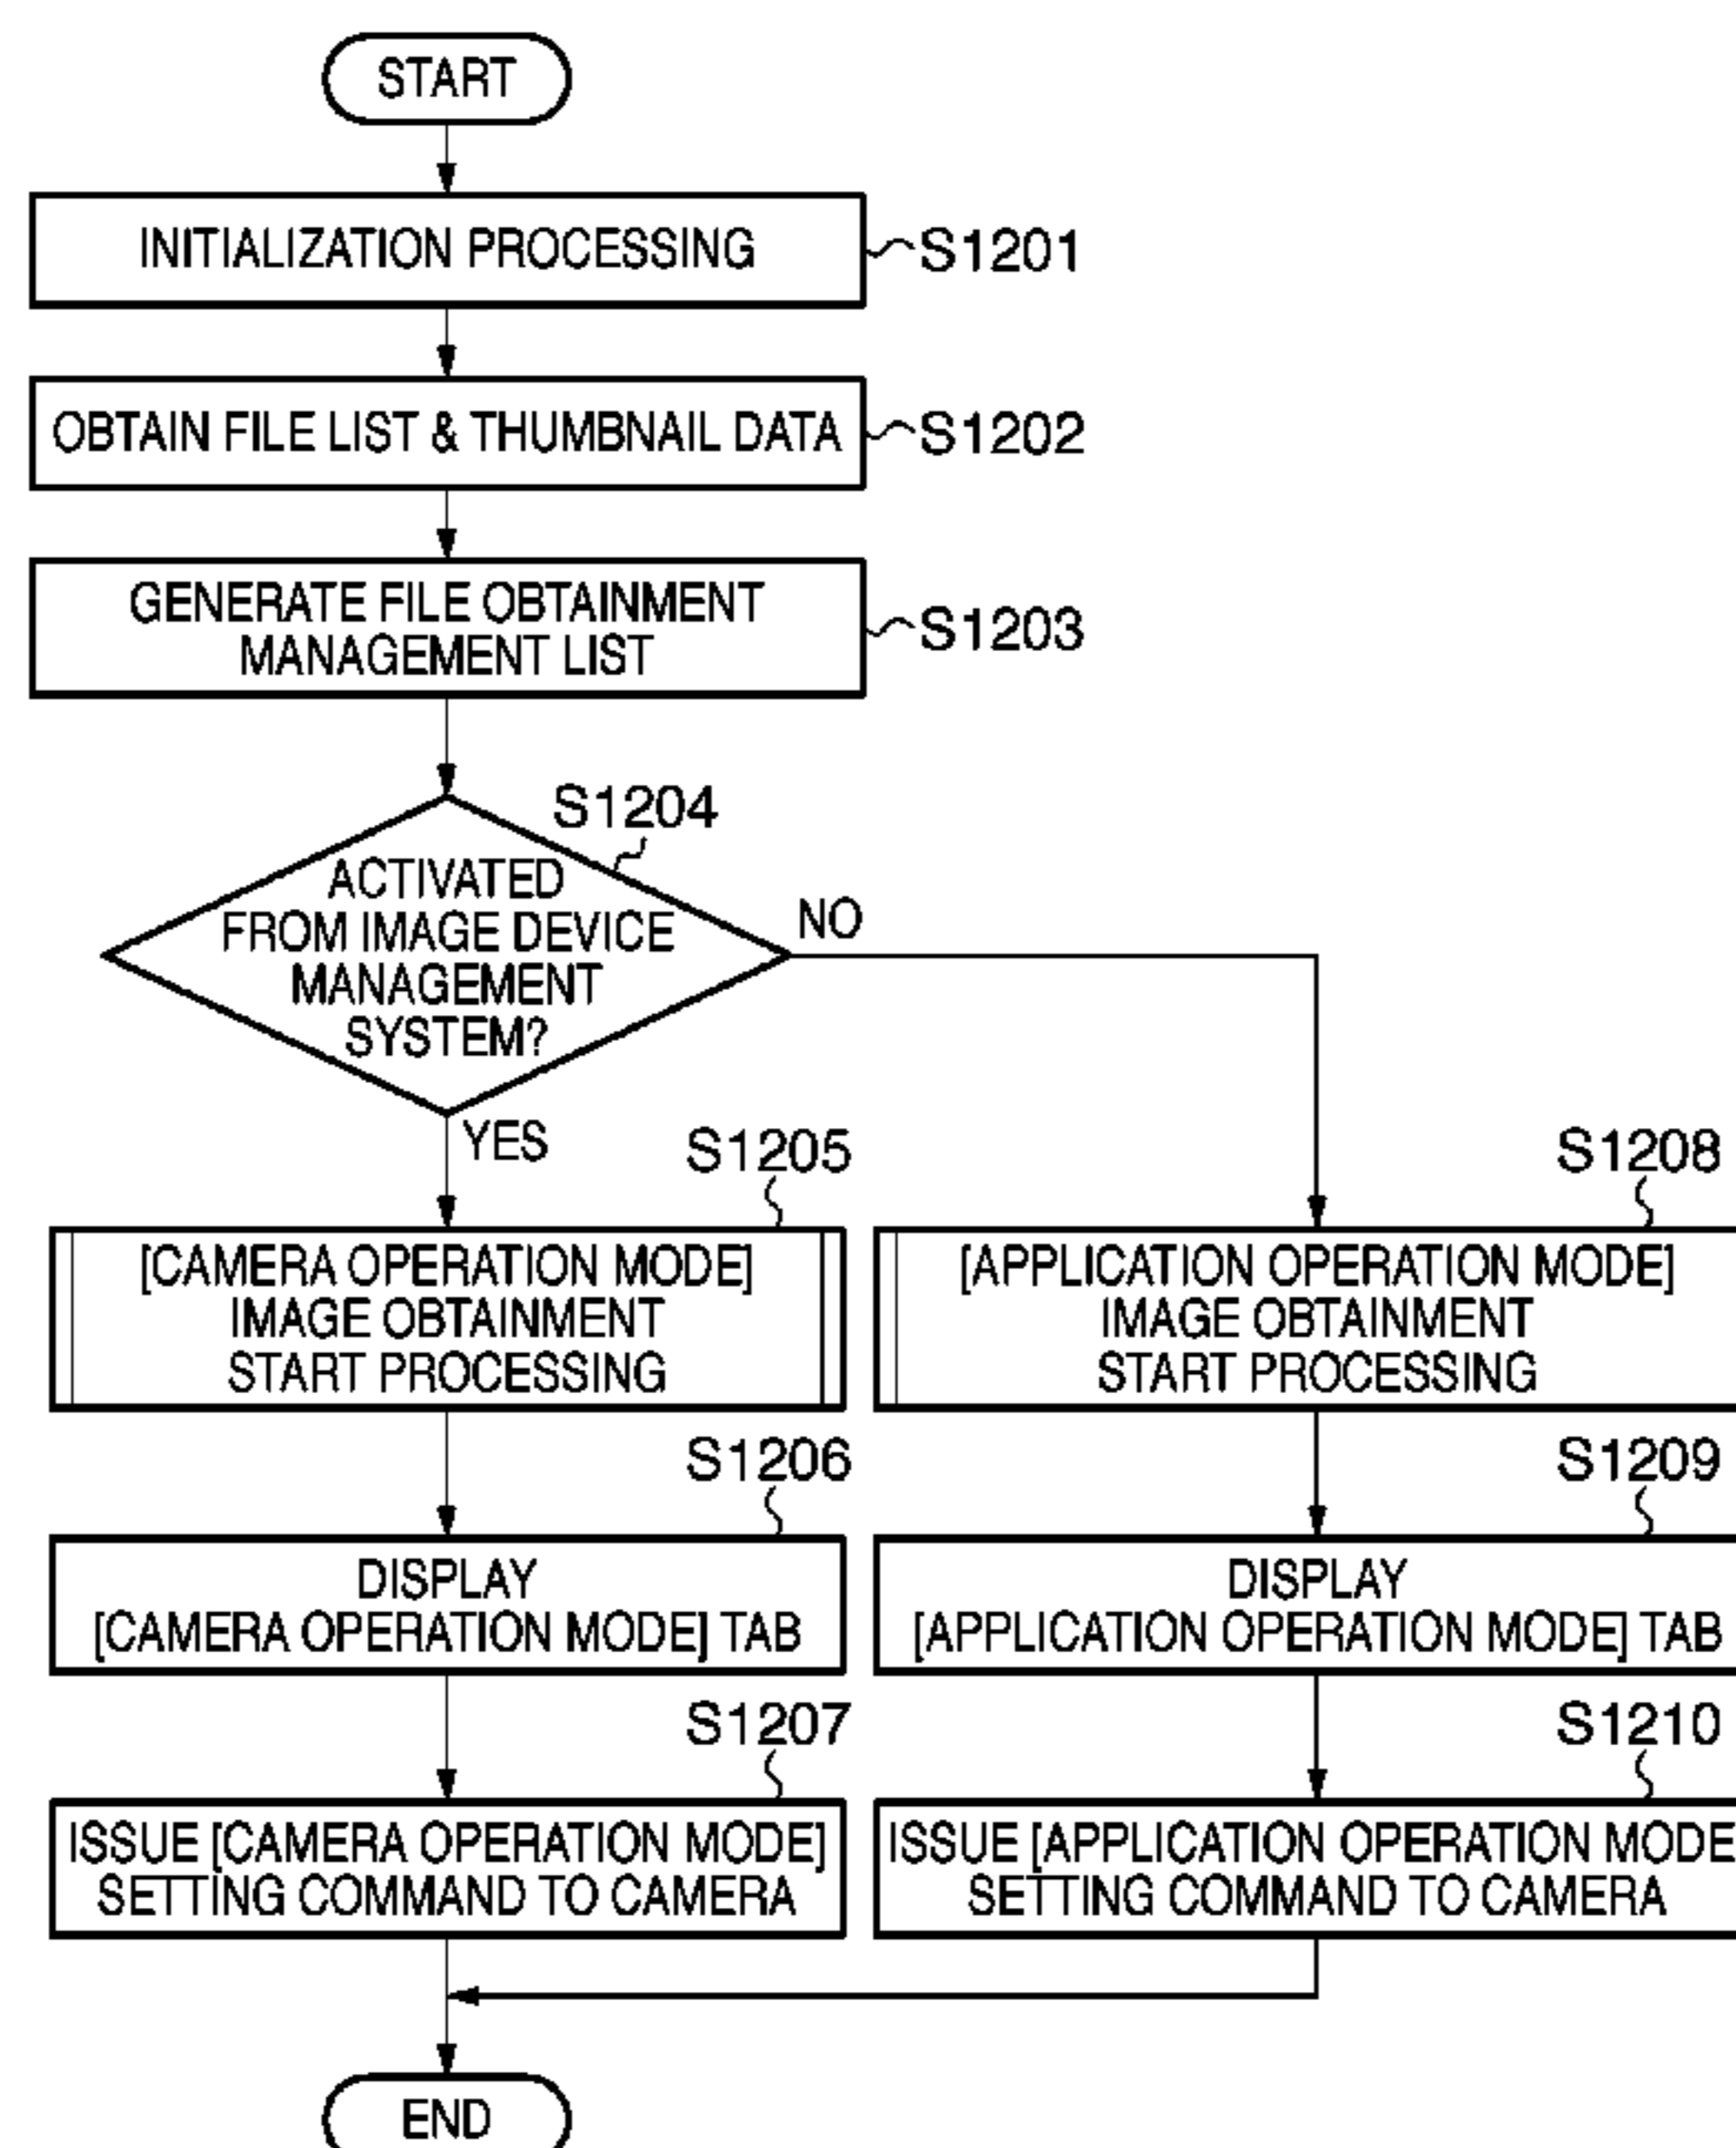 START
INITIALIZATION PROCESSING
S1201
OBTAIN FILE LIST & THUMBNAIL DATA
S1202
GENERATE FILE OBTAINMENT
MANAGEMENT LIST
S1203
S1204
ACTIVATED
FROM IMAGE DEVICE
MANAGEMENT
SYSTEM?
NO
YES
S1205
[CAMERA OPERATION MODE]
IMAGE OBTAINMENT
START PROCESSING
S1208
[APPLICATION OPERATION MODE]
IMAGE OBTAINMENT
START PROCESSING
S1206
DISPLAY
[CAMERA OPERATION MODE] TAB
S1209
DISPLAY
[APPLICATION OPERATION MODE] TAB
S1207
ISSUE [CAMERA OPERATION MODE]
SETTING COMMAND TO CAMERA
S1210
ISSUE [APPLICATION OPERATION MODE
SETTING COMMAND TO CAMERA
END